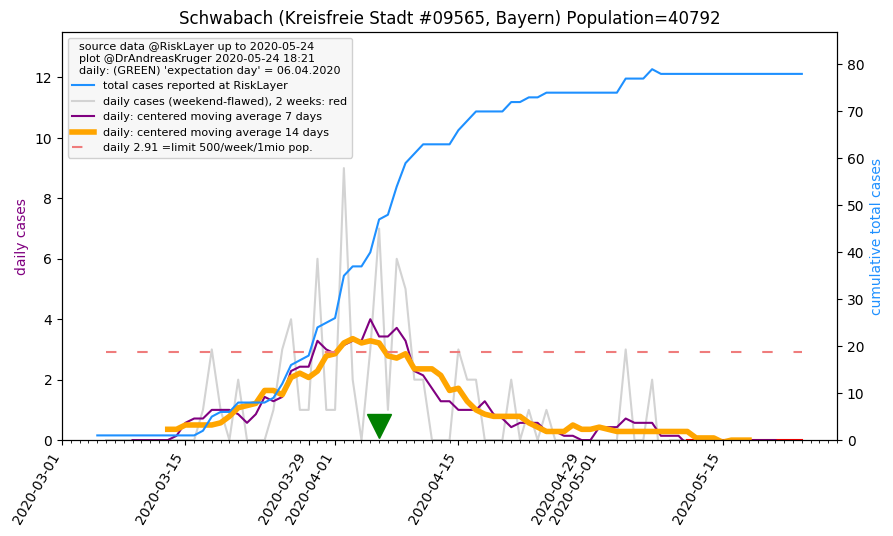 Schwabach (Kreisfreie Stadt #09565, Bayern) Population=40792
source data @RiskLayer up to 2020-05-24
plot @DrAndreasKruger 2020-05-24 18:21
daily: (GREEN) 'expectation day' = 06.04.2020
total cases reported at RiskLayer
daily cases (weekend-flawed), 2 weeks: red
daily: centered moving average 7 days
daily: centered moving average 14 days
daily 2.91 =limit 500/week/1mio pop.
daily cases
12
10
8
6
4
2
0
80
70
60
50
40
30
20
10
0
cumulative total cases
2020-03-01
2020-03-15
2020-03-29
2020-04-01
2020-04-15
2020-04-29
2020-05-01
2020-05-15